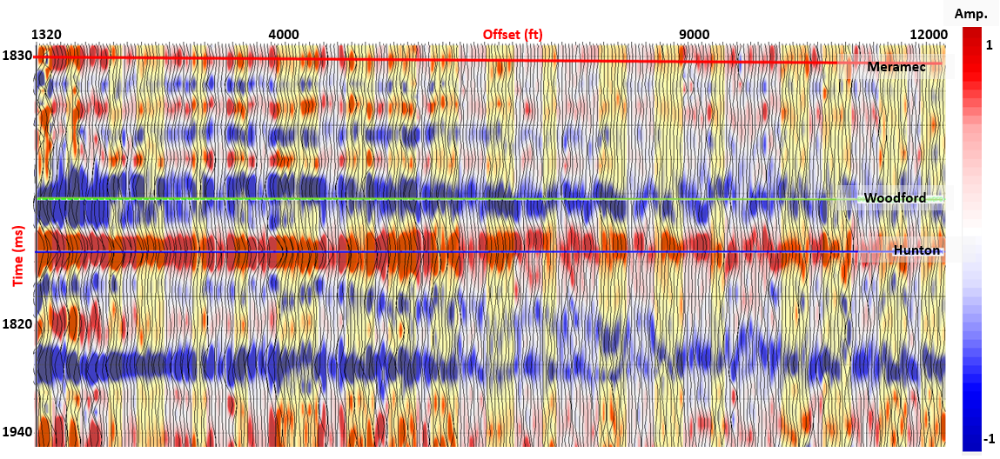 Amp.
1320 4000 Offset (ft) 9000 12000
1
1830
Meramec
Woodford
Time (ms)
Hunton
1820
1940
-1